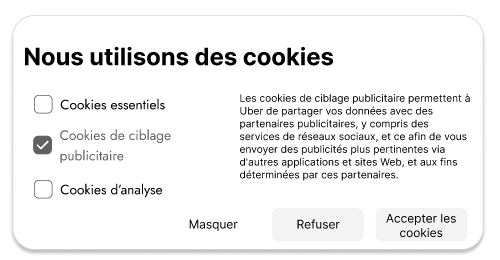 Nous utilisons des cookies
Cookies essentiels
Cookies de ciblage
publicitaire
Cookies d'analyse
Les cookies de ciblage publicitaire permettent à
Uber de partager vos données avec des
partenaires publicitaires, y compris des
services de réseaux sociaux, et ce afin de vous
envoyer des publicités plus pertinentes via
d'autres applications et sites Web, et aux fins
déterminées par ces partenaires.
Masquer
Refuser
Accepter les
cookies